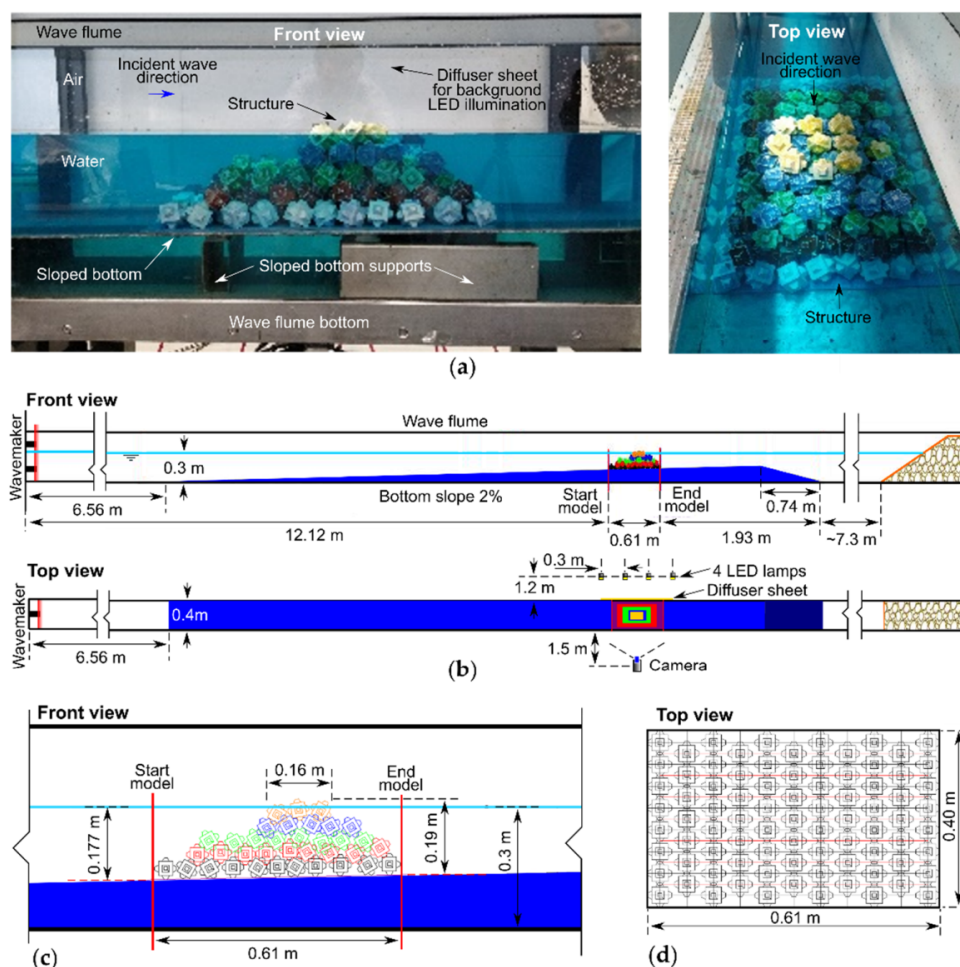 Wave flume
Front view
Air
Incident wave
direction
Structure
Diffuser sheet
for backgruond
LED illumination
Water
Sloped bottom
Sloped bottom supports
Wave flume bottom
Top view
Incident wave
direction
Structure
(a)
Front view
Wavemaker
Wave flume
0.3 m
Bottom slope 2%
Start
model
End
model
6.56 m
12.12 m
0.61 m
0.74 m
1.93 m
~7.3 m
Top view
Wavemaker
0.4m
6.56 m
0.3 m
1.2 m
4 LED lamps
Diffuser sheet
1.5 m
Camera
(b)
Front view
Start
model
0.16 m
End
model
0.177 m
0.19 m
0.3 m
0.61 m
(c)
Top view
0.40 m
0.61 m
(d)